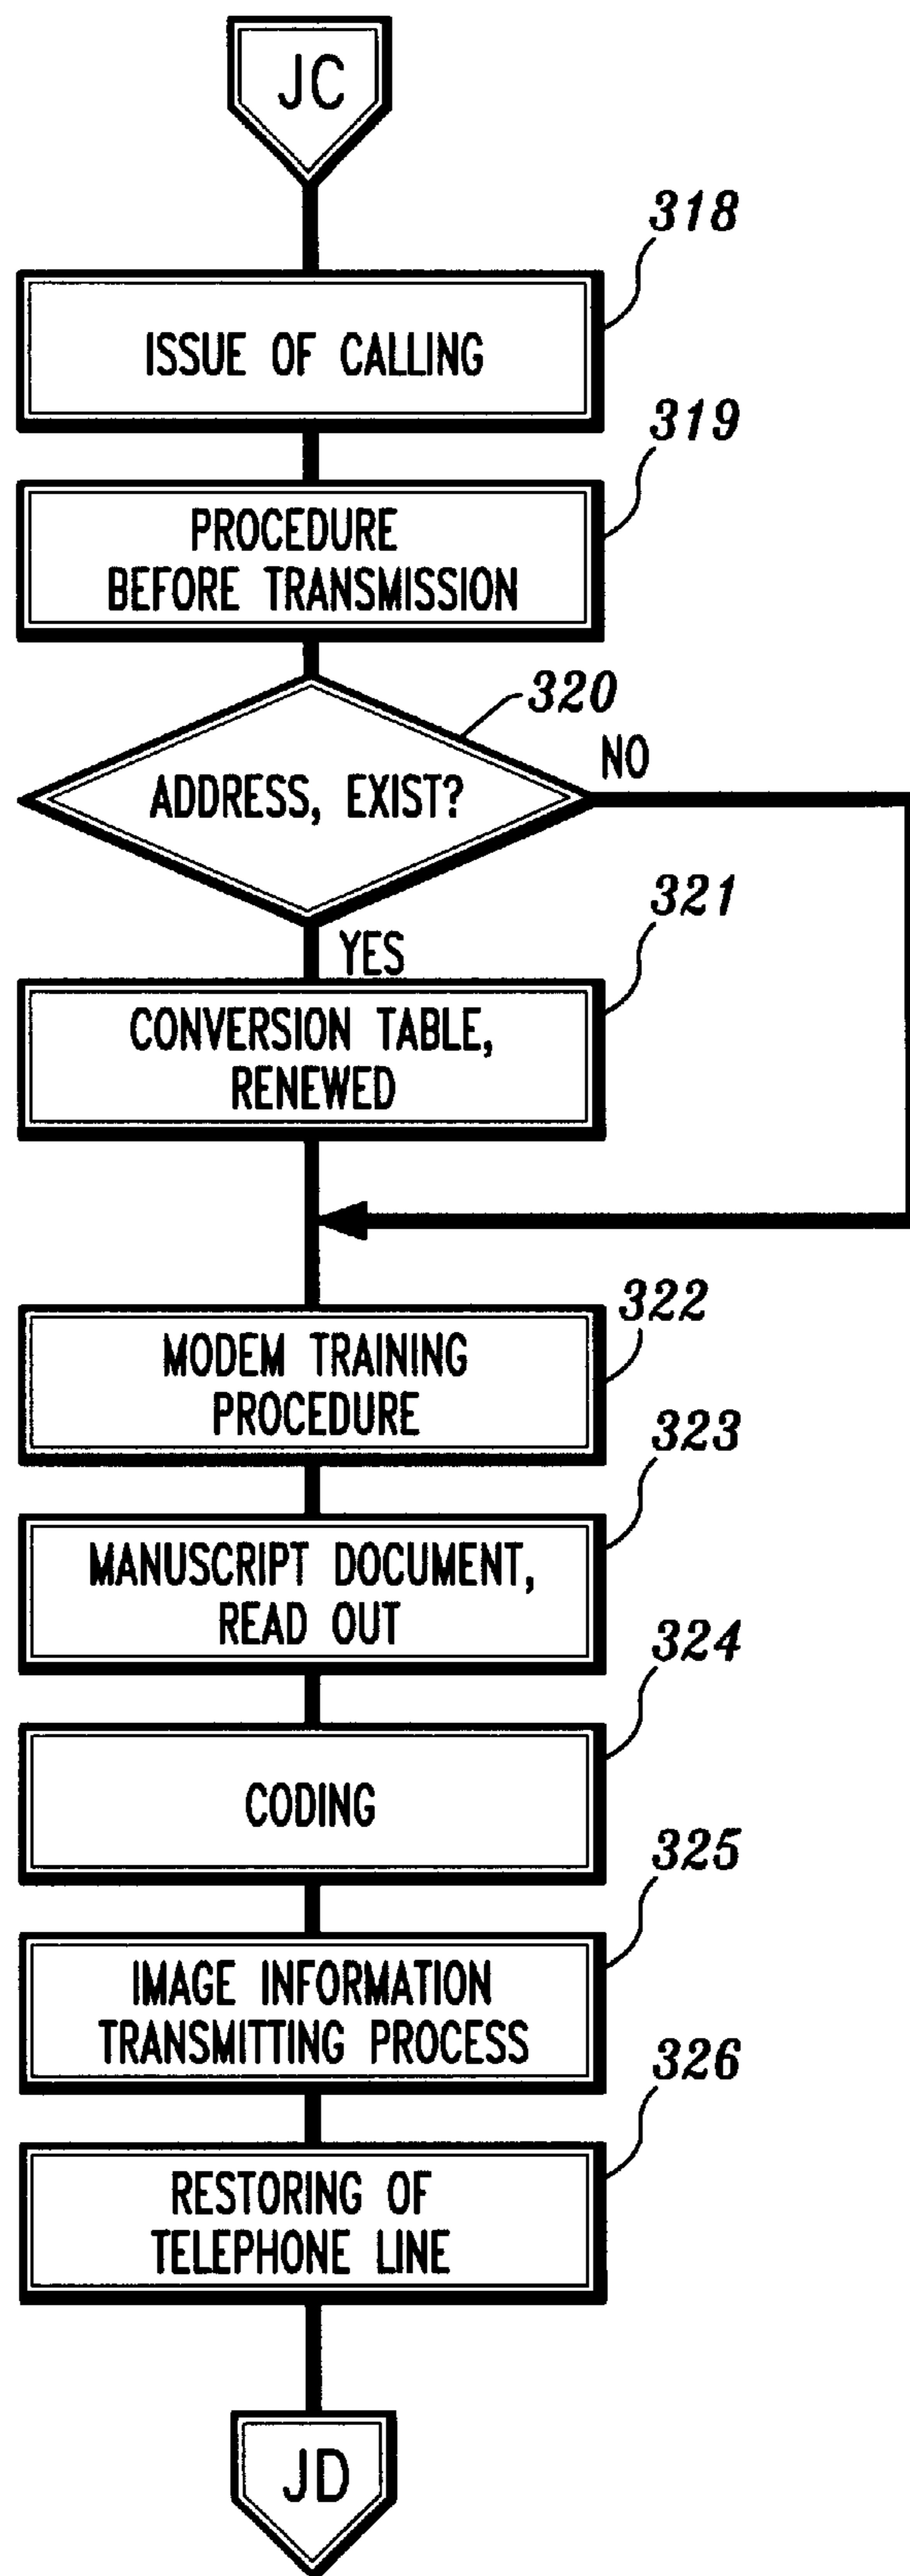 JC
318
ISSUE OF CALLING
319
PROCEDURE
BEFORE TRANSMISSION
320
ADDRESS, EXIST?
NO
YES
321
CONVERSION TABLE,
RENEWED
322
MODEM TRAINING
PROCEDURE
323
MANUSCRIPT DOCUMENT,
READ OUT
324
CODING
325
IMAGE INFORMATION
TRANSMITTING PROCESS
326
RESTORING OF
TELEPHONE LINE
JD